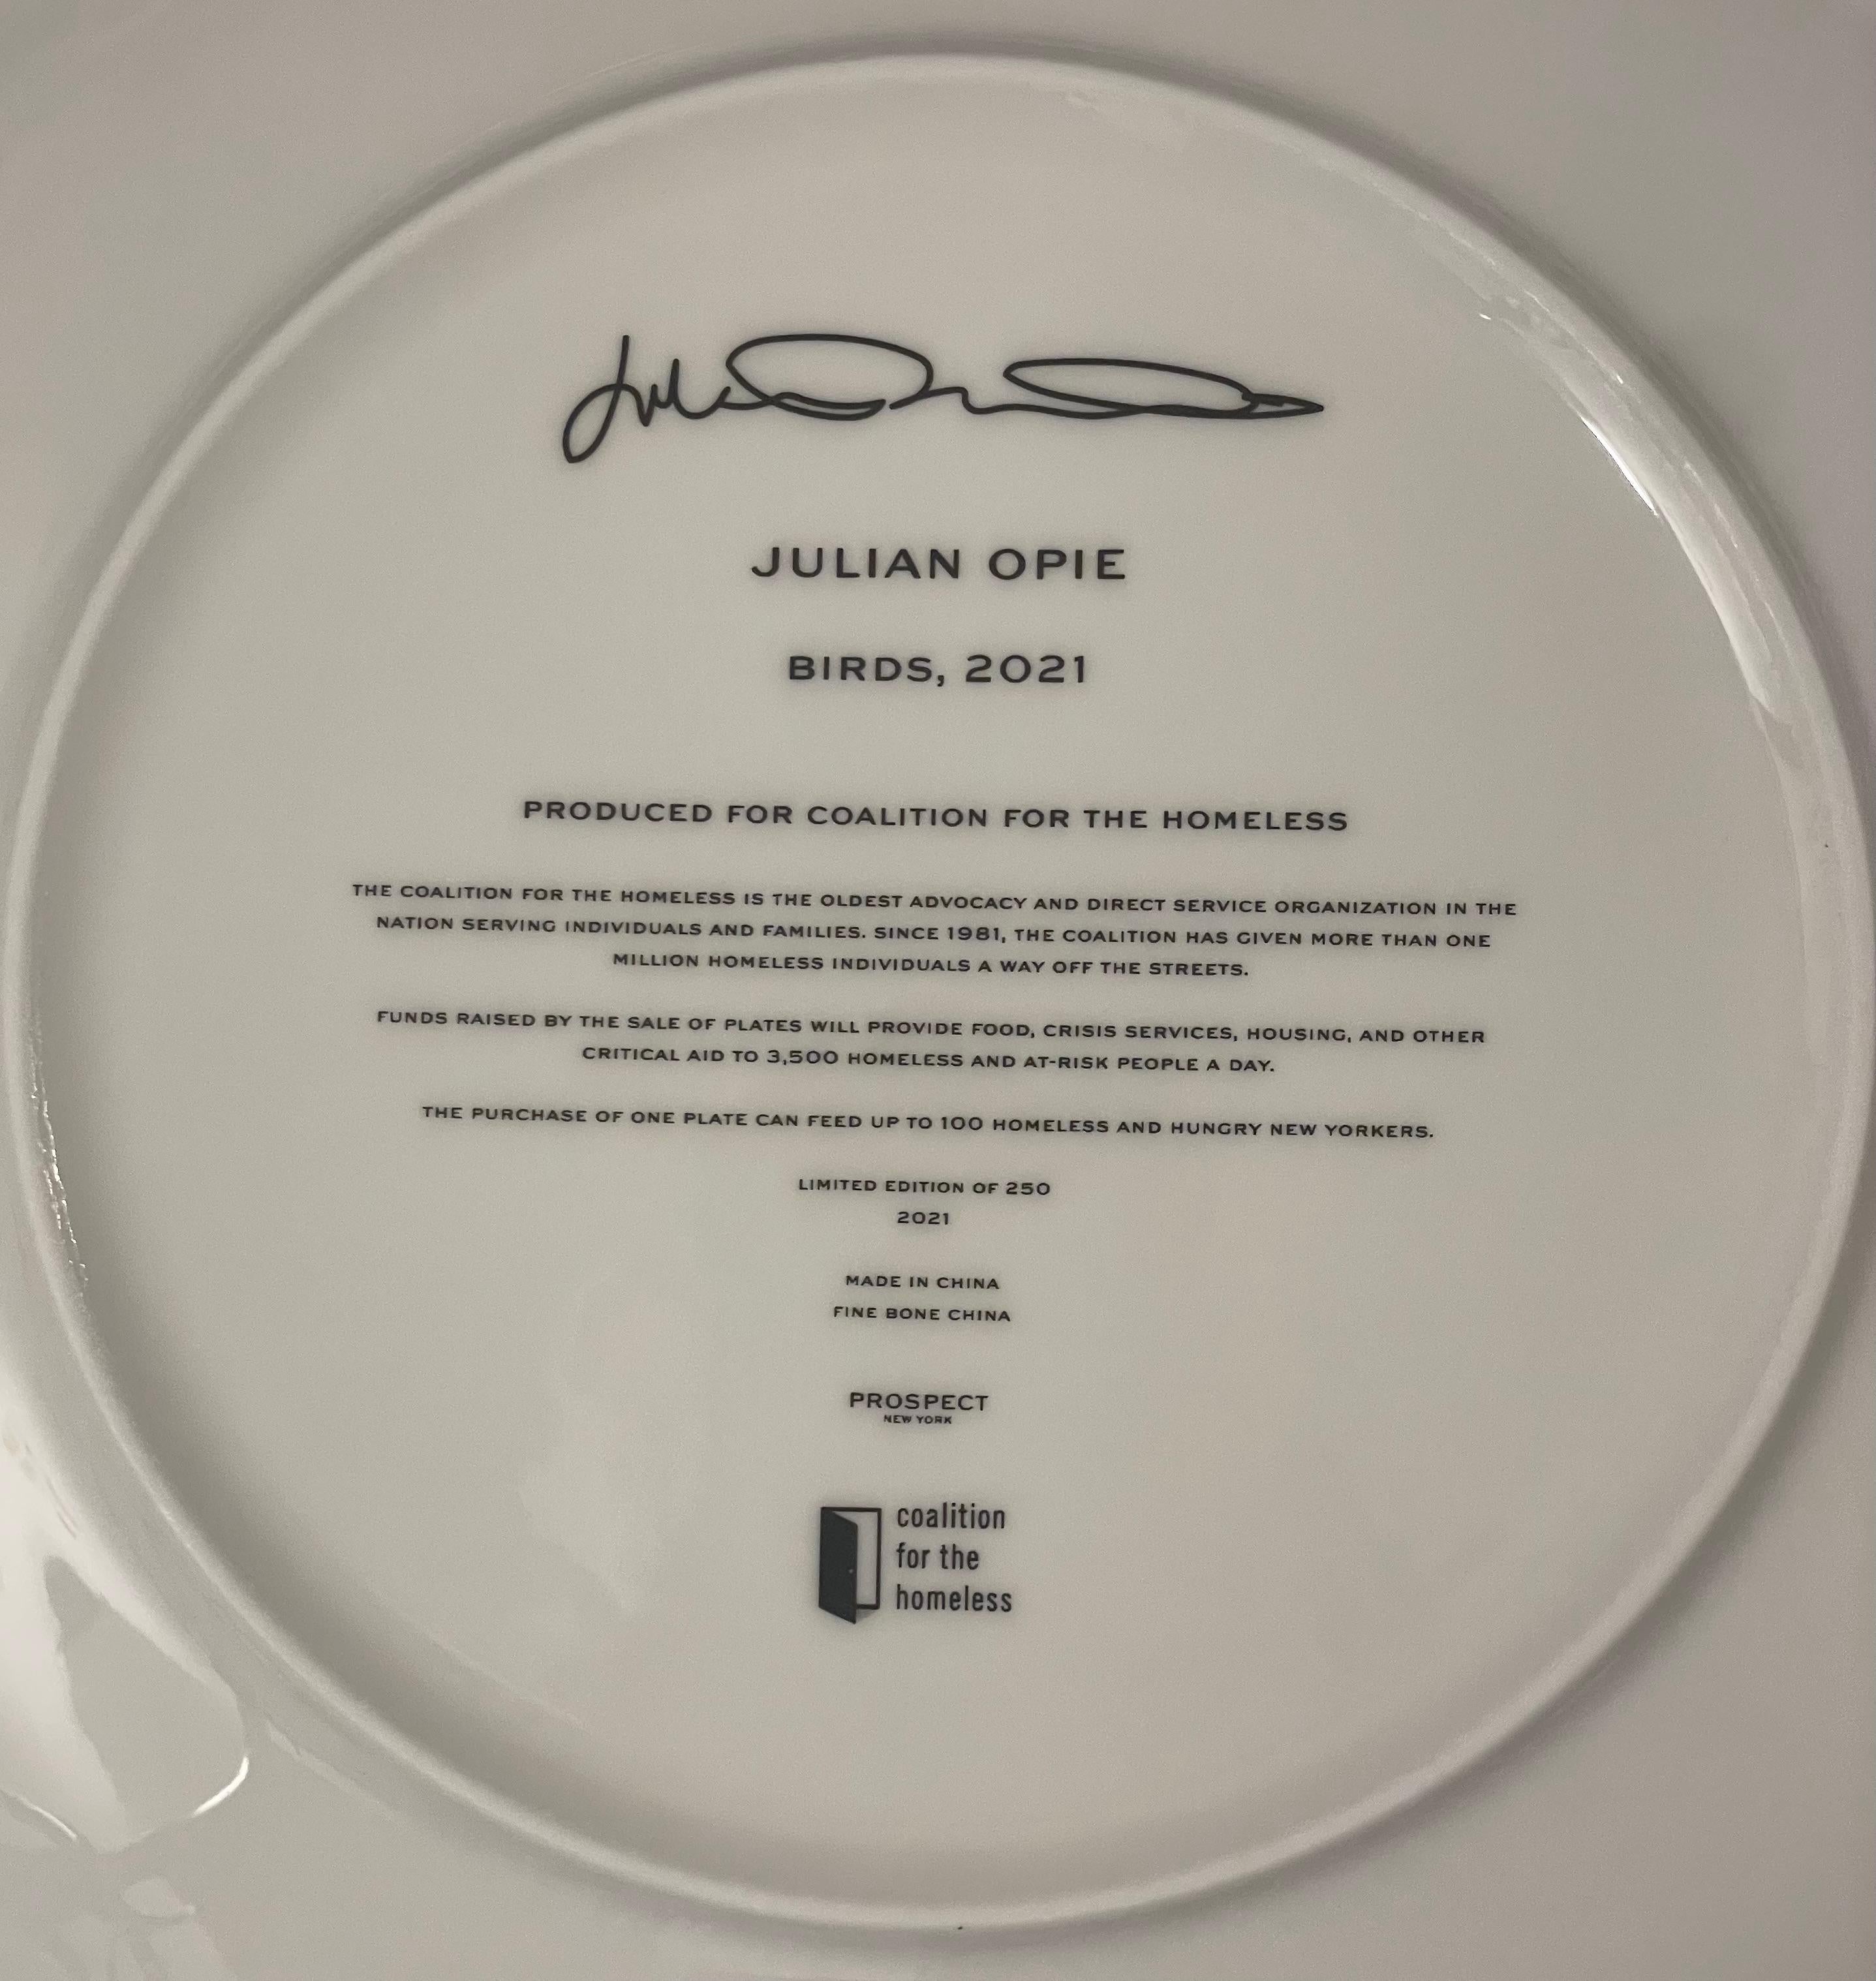 JULIAN OPIE
BIRDS, 2021
PRODUCED FOR COALITION FOR THE HOMELESS
THE COALITION FOR THE HOMELESS IS THE OLDEST ADVOCACY AND DIRECT SERVICE ORGANIZATION IN THE
NATION SERVING INDIVIDUALS AND FAMILIES. SINCE 1981, THE COALITION HAS GIVEN MORE THAN ONE
MILLION HOMELESS INDIVIDUALS A WAY OFF THE STREETS.
FUNDS RAISED BY THE SALE OF PLATES WILL PROVIDE FOOD, CRISIS SERVICES, HOUSING, AND OTHER
CRITICAL AID TO 3,500 HOMELESS AND AT-RISK PEOPLE A DAY.
THE PURCHASE OF ONE PLATE CAN FEED UP TO 100 HOMELESS AND HUNGRY NEW YORKERS.
LIMITED EDITION OF 250
2021
MADE IN CHINA
FINE BONE CHINA
PROSPECT
NEW YORK
coalition
for the
homeless